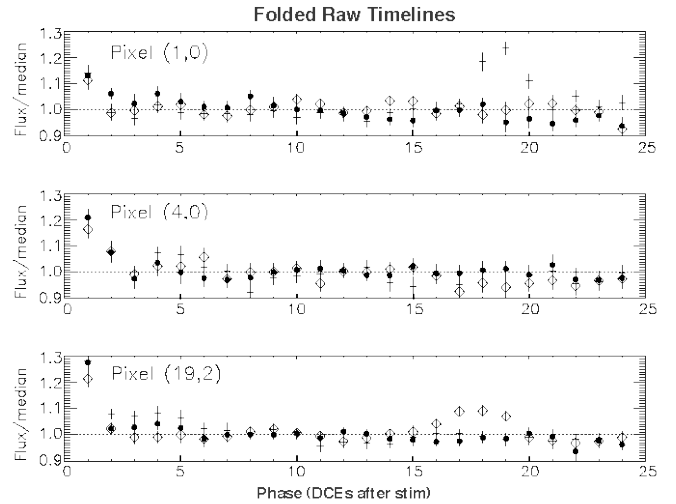 Folded Raw Timelines
1.3
1.2
1.1
1.0
0.9
Flux/median
Pixel (1,0)
0 5 10 15 20 25
1.3
1.2
1.1
1.0
0.9
Flux/median
Pixel (4,0)
0 5 10 15 20 25
1.3
1.2
1.1
1.0
0.9
Flux/median
Pixel (19,2)
0 5 10 15 20 25
Phase (DCEs after stim)